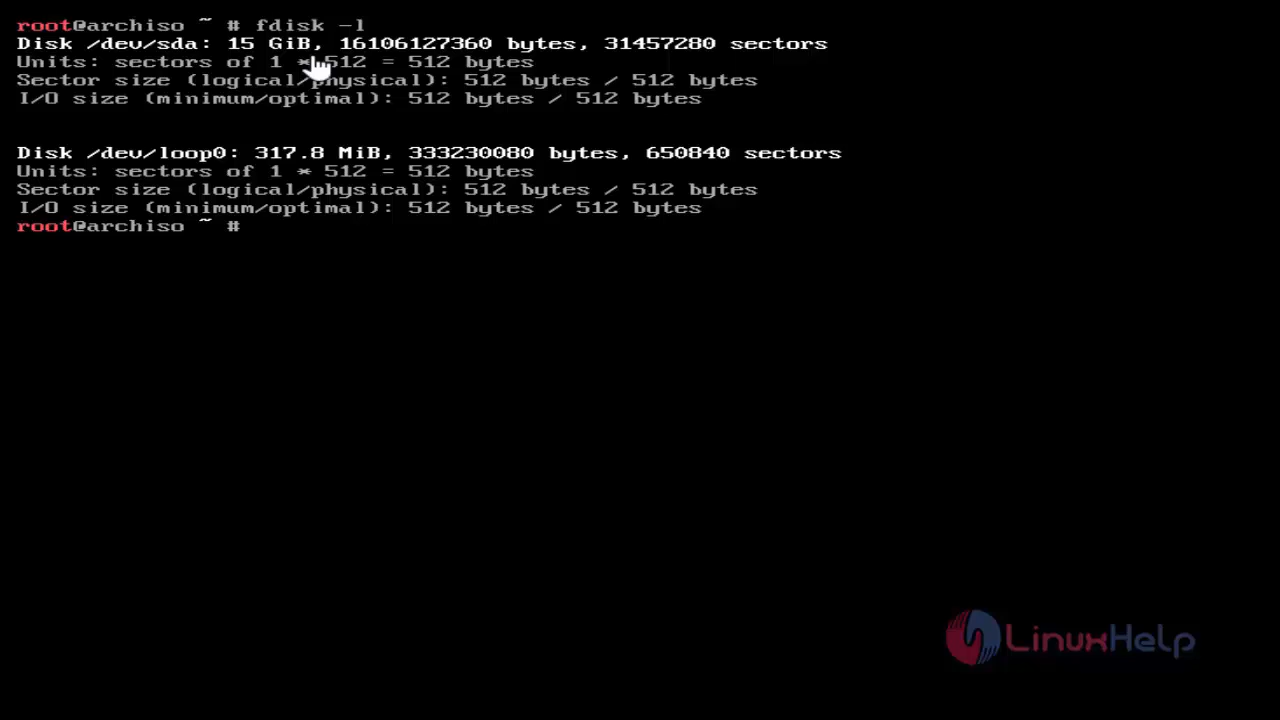 root@archiso ~ # fdisk -l
Disk /dev/sda: 15 GiB, 16106127360 bytes, 31457280 sectors
Units: sectors of 1 * 512 = 512 bytes
Sector size (logical/physical): 512 bytes / 512 bytes
I/O size (minimum/optimal): 512 bytes / 512 bytes
Disk /dev/loop0: 317.8 MiB, 333230080 bytes, 650840 sectors
Units: sectors of 1 * 512 = 512 bytes
Sector size (logical/physical): 512 bytes / 512 bytes
I/O size (minimum/optimal): 512 bytes / 512 bytes
root@archiso ~ #
LinuxHelp